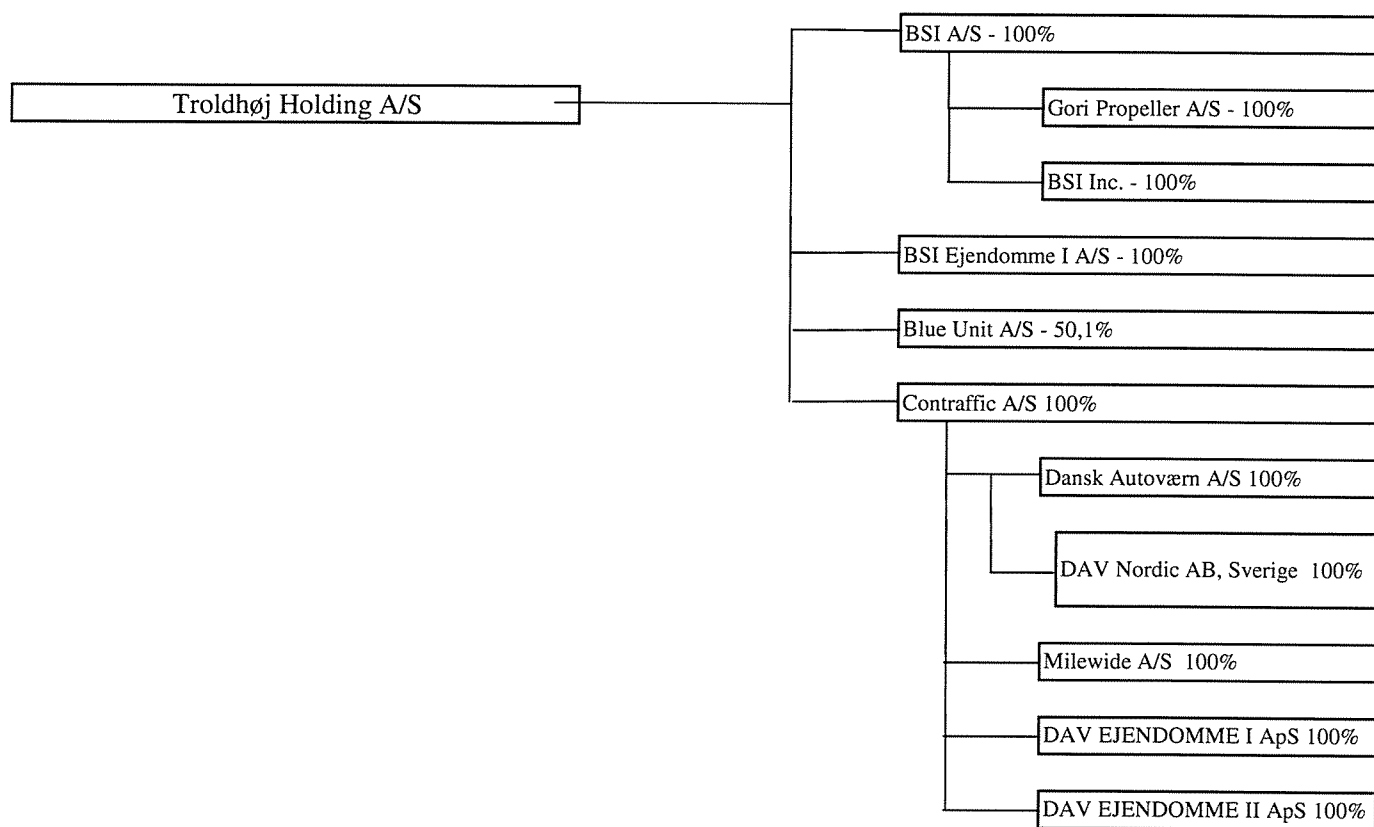 BSI A/S - 100%
Troldhøj Holding A/S
Gori Propeller A/S - 100%
BSI Inc. - 100%
BSI Ejendomme I A/S - 100%
Blue Unit A/S - 50,1%
Contraffic A/S 100%
Dansk Autoværn A/S 100%
DAV Nordic AB, Sverige 100%
Milewide A/S 100%
DAV EJENDOMME I ApS 100%
DAV EJENDOMME II ApS 100%